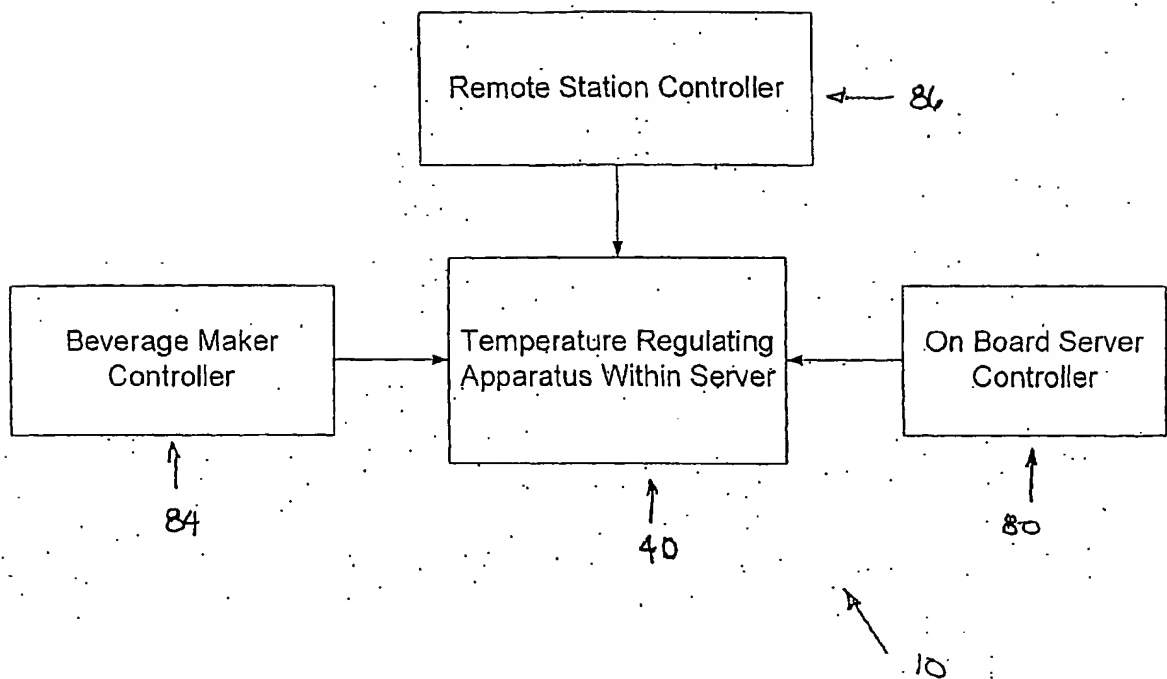 Remote Station Controller
86
Beverage Maker
Controller
Temperature Regulating
Apparatus Within Server
On Board Server
Controller
84
40
80
10